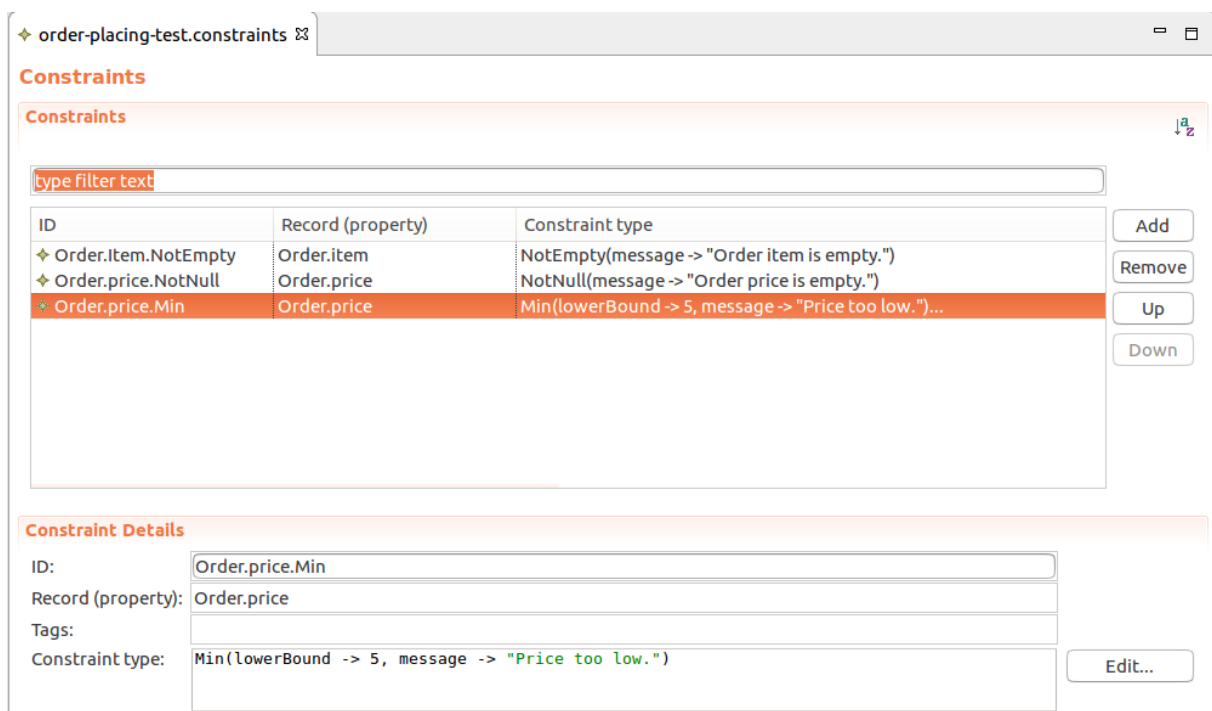 order-placing-test.constraints
Constraints
Constraints
type filter text
ID Record (property) Constraint type
Order.Item.NotEmpty Order.item NotEmpty(message -> "Order item is empty.")
Order.price.NotNull Order.price NotNull(message -> "Order price is empty.")
Order.price.Min Order.price Min(lowerBound -> 5, message -> "Price too low.")...
Add
Remove
Up
Down
Constraint Details
ID: Order.price.Min
Record (property): Order.price
Tags:
Constraint type: Min(lowerBound -> 5, message -> "Price too low.")
Edit...